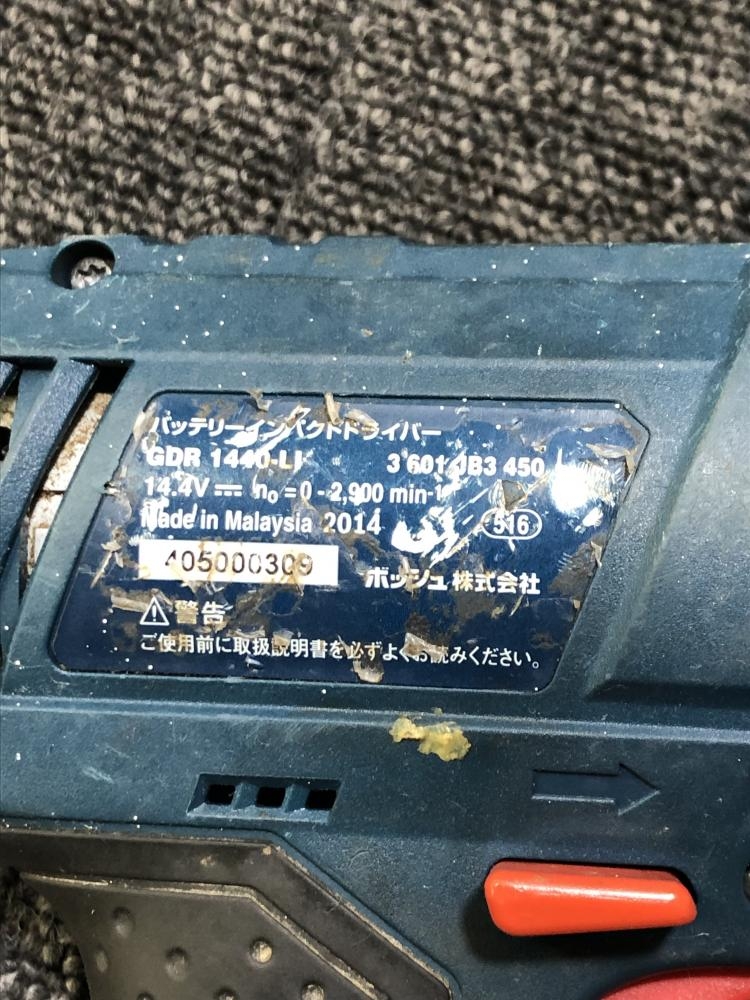 バッテリーインパクトドライバー
GDR 1440-LI 3 601 JB3 450
14.4V ⎓ n₀ = 0 - 2,900 min-1
Made in Malaysia 2014 516
405000309 ボッシュ株式会社
⚠ 警告
ご使用前に取扱説明書を必ずよくお読みください。